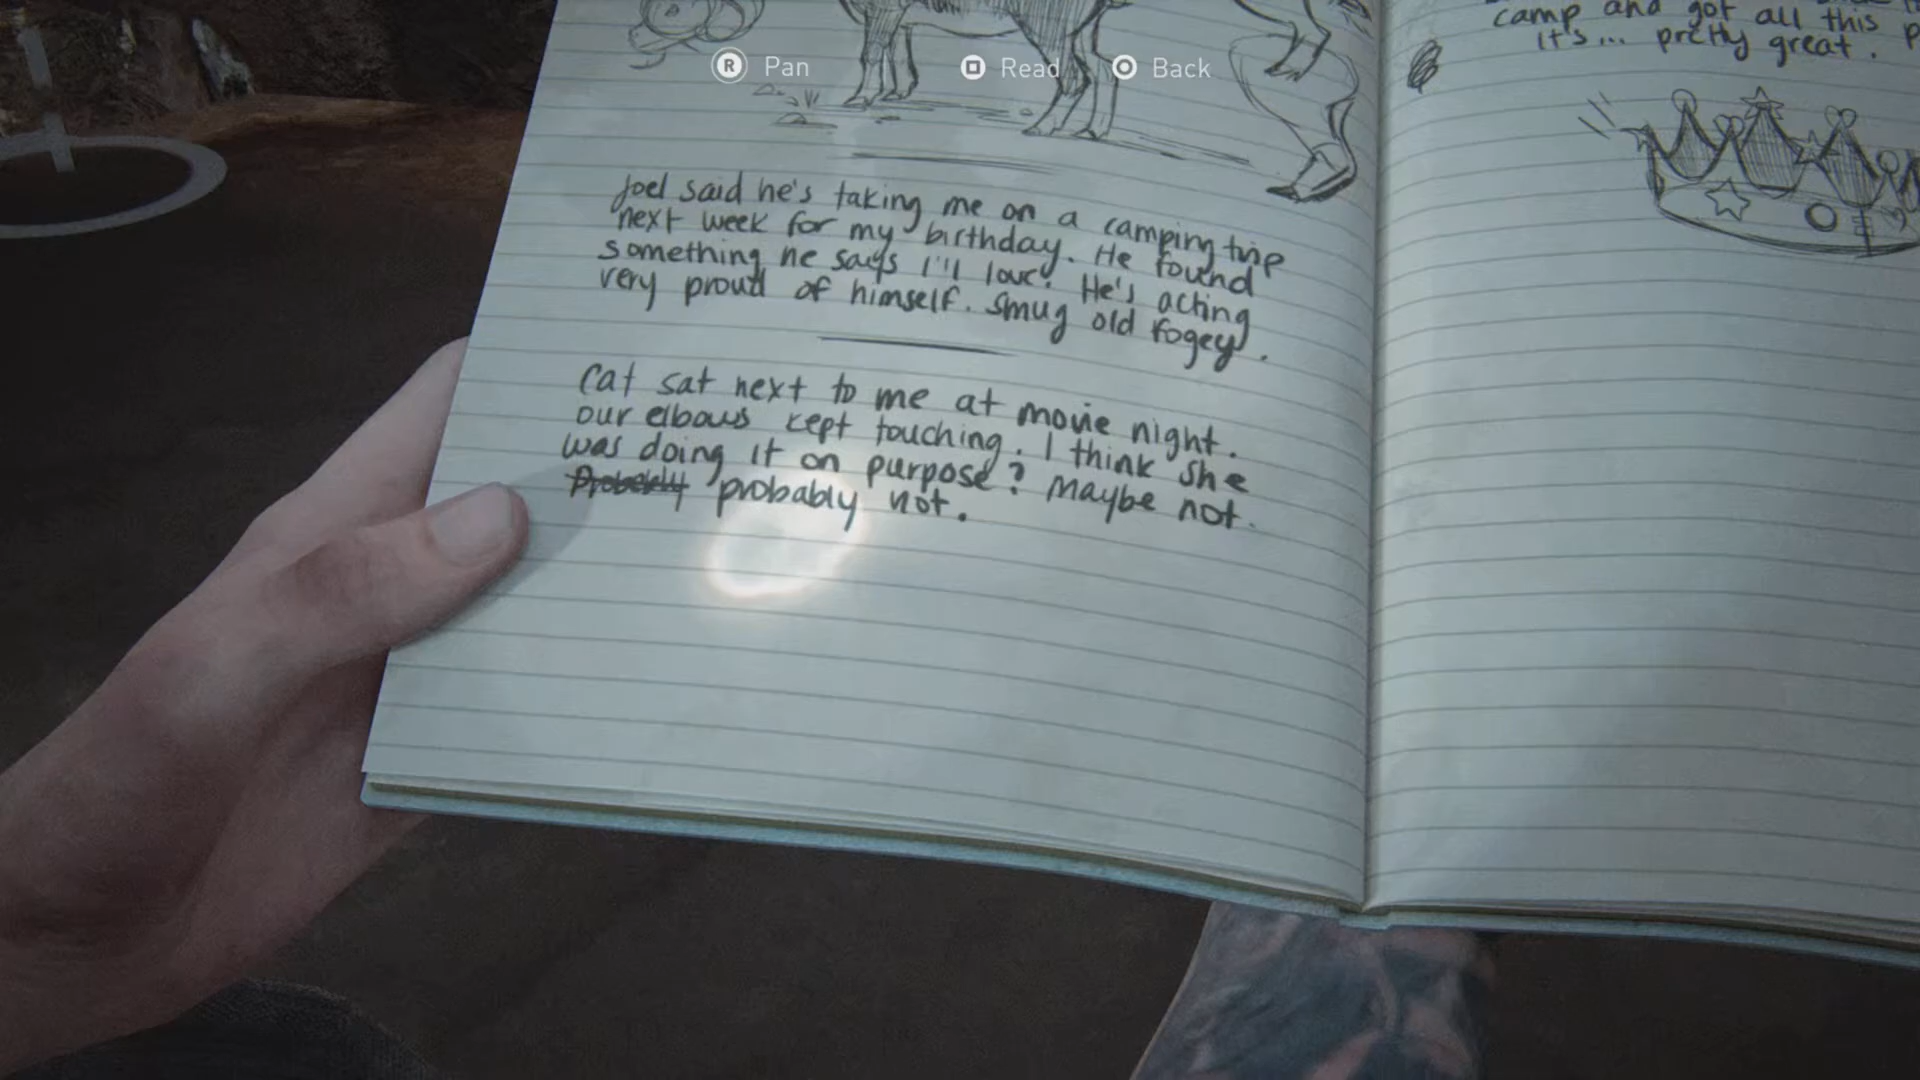 R Pan Read Back
Joel said he's taking me on a camping trip
next week for my birthday. He found
something he says I'll love. He's acting
very proud of himself. Smug old fogey.
Cat sat next to me at movie night.
our elbows kept touching. I think she
was doing it on purpose? Maybe not.
Probably probably not.
camp and got all this
it's... pretty great.